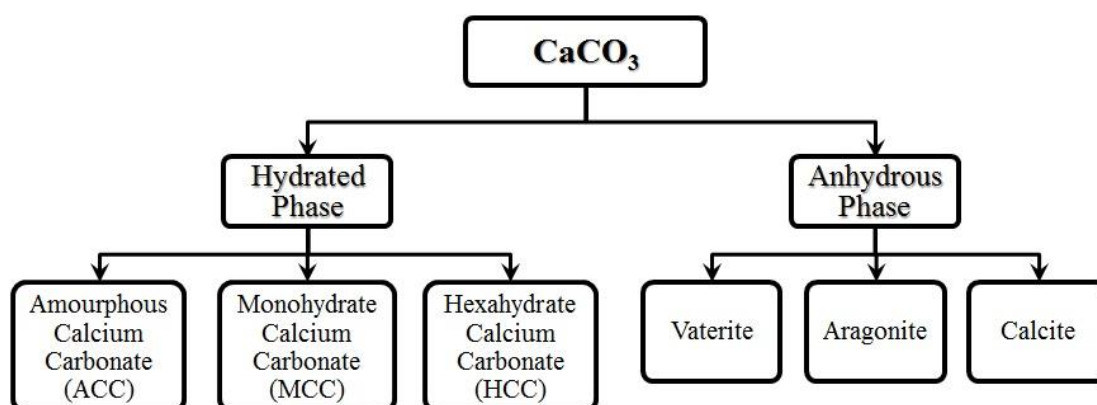 CaCO₃
Hydrated
Phase
Anhydrous
Phase
Amourphous
Calcium
Carbonate
(ACC)
Monohydrate
Calcium
Carbonate
(MCC)
Hexahydrate
Calcium
Carbonate
(HCC)
Vaterite
Aragonite
Calcite